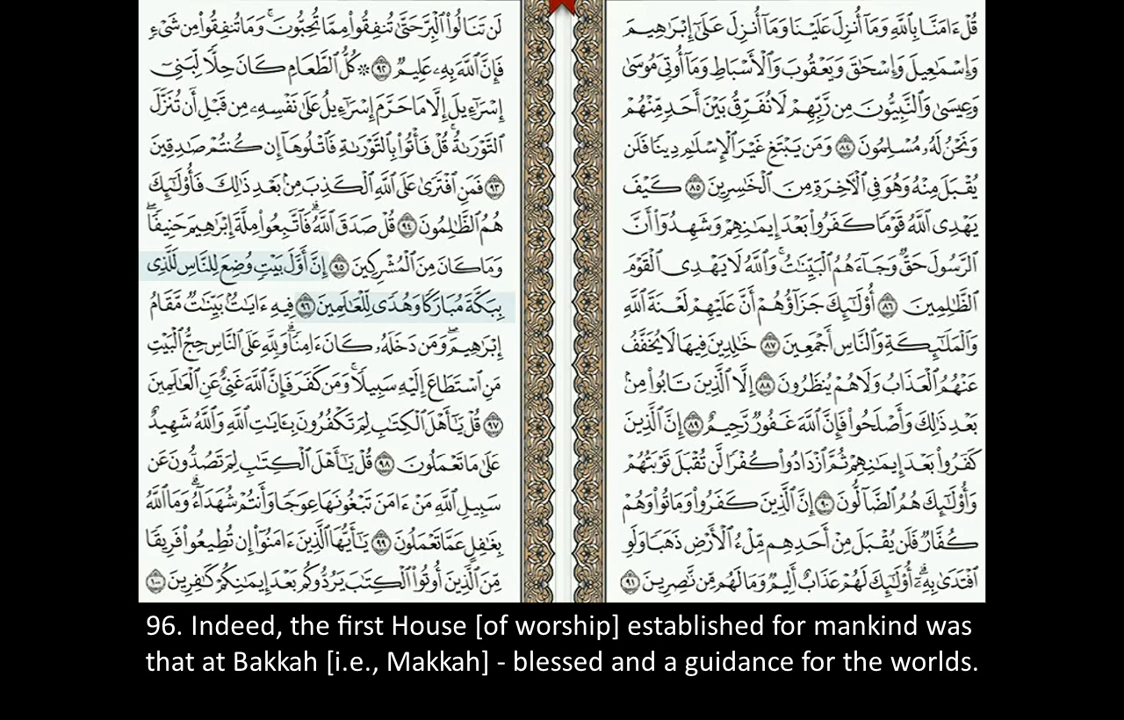 قُلْ ءَامَنَّا بِٱللَّهِ وَمَآ أُنزِلَ عَلَيْنَا وَمَآ أُنزِلَ عَلَىٰٓ إِبْرَٰهِيمَ
وَإِسْمَٰعِيلَ وَإِسْحَٰقَ وَيَعْقُوبَ وَٱلْأَسْبَاطِ وَمَآ أُوتِىَ مُوسَىٰ
وَعِيسَىٰ وَٱلنَّبِيُّونَ مِن رَّبِّهِمْ لَا نُفَرِّقُ بَيْنَ أَحَدٍ مِّنْهُمْ
وَنَحْنُ لَهُۥ مُسْلِمُونَ ٨٤ وَمَن يَبْتَغِ غَيْرَ ٱلْإِسْلَٰمِ دِينًا فَلَن
يُقْبَلَ مِنْهُ وَهُوَ فِى ٱلْءَاخِرَةِ مِنَ ٱلْخَٰسِرِينَ ٨٥ كَيْفَ
يَهْدِى ٱللَّهُ قَوْمًا كَفَرُوا۟ بَعْدَ إِيمَٰنِهِمْ وَشَهِدُوٓا۟ أَنَّ
ٱلرَّسُولَ حَقٌّ وَجَآءَهُمُ ٱلْبَيِّنَٰتُ ۚ وَٱللَّهُ لَا يَهْدِى ٱلْقَوْمَ
ٱلظَّٰلِمِينَ ٨٦ أُو۟لَٰٓئِكَ جَزَآؤُهُمْ أَنَّ عَلَيْهِمْ لَعْنَةَ ٱللَّهِ
وَٱلْمَلَٰٓئِكَةِ وَٱلنَّاسِ أَجْمَعِينَ ٨٧ خَٰلِدِينَ فِيهَا لَا يُخَفَّفُ
عَنْهُمُ ٱلْعَذَابُ وَلَا هُمْ يُنظَرُونَ ٨٨ إِلَّا ٱلَّذِينَ تَابُوا۟ مِنۢ
بَعْدِ ذَٰلِكَ وَأَصْلَحُوا۟ فَإِنَّ ٱللَّهَ غَفُورٌ رَّحِيمٌ ٨٩ إِنَّ ٱلَّذِينَ
كَفَرُوا۟ بَعْدَ إِيمَٰنِهِمْ ثُمَّ ٱزْدَادُوا۟ كُفْرًا لَّن تُقْبَلَ تَوْبَتُهُمْ
وَأُو۟لَٰٓئِكَ هُمُ ٱلضَّآلُّونَ ٩٠ إِنَّ ٱلَّذِينَ كَفَرُوا۟ وَمَاتُوا۟ وَهُمْ
كُفَّارٌ فَلَن يُقْبَلَ مِنْ أَحَدِهِم مِّلْءُ ٱلْأَرْضِ ذَهَبًا وَلَوِ
ٱفْتَدَىٰ بِهِۦٓ ۗ أُو۟لَٰٓئِكَ لَهُمْ عَذَابٌ أَلِيمٌ وَمَا لَهُم مِّن نَّٰصِرِينَ ٩١
لَن تَنَالُوا۟ ٱلْبِرَّ حَتَّىٰ تُنفِقُوا۟ مِمَّا تُحِبُّونَ ۚ وَمَا تُنفِقُوا۟ مِن شَىْءٍ
فَإِنَّ ٱللَّهَ بِهِۦ عَلِيمٌ ٩٢ ۞ كُلُّ ٱلطَّعَامِ كَانَ حِلًّا لِّبَنِىٓ
إِسْرَٰٓءِيلَ إِلَّا مَا حَرَّمَ إِسْرَٰٓءِيلُ عَلَىٰ نَفْسِهِۦ مِن قَبْلِ أَن تُنَزَّلَ
ٱلتَّوْرَىٰةُ ۗ قُلْ فَأْتُوا۟ بِٱلتَّوْرَىٰةِ فَٱتْلُوهَآ إِن كُنتُمْ صَٰدِقِينَ
٩٣ فَمَنِ ٱفْتَرَىٰ عَلَى ٱللَّهِ ٱلْكَذِبَ مِنۢ بَعْدِ ذَٰلِكَ فَأُو۟لَٰٓئِكَ
هُمُ ٱلظَّٰلِمُونَ ٩٤ قُلْ صَدَقَ ٱللَّهُ ۗ فَٱتَّبِعُوا۟ مِلَّةَ إِبْرَٰهِيمَ حَنِيفًا ۖ
وَمَا كَانَ مِنَ ٱلْمُشْرِكِينَ ٩٥ إِنَّ أَوَّلَ بَيْتٍ وُضِعَ لِلنَّاسِ لَلَّذِى
بِبَكَّةَ مُبَارَكًا وَهُدًى لِّلْعَٰلَمِينَ ٩٦ فِيهِ ءَايَٰتٌۢ بَيِّنَٰتٌ مَّقَامُ
إِبْرَٰهِيمَ ۖ وَمَن دَخَلَهُۥ كَانَ ءَامِنًا ۗ وَلِلَّهِ عَلَى ٱلنَّاسِ حِجُّ ٱلْبَيْتِ
مَنِ ٱسْتَطَاعَ إِلَيْهِ سَبِيلًا ۚ وَمَن كَفَرَ فَإِنَّ ٱللَّهَ غَنِىٌّ عَنِ ٱلْعَٰلَمِينَ
٩٧ قُلْ يَٰٓأَهْلَ ٱلْكِتَٰبِ لِمَ تَكْفُرُونَ بِـَٔايَٰتِ ٱللَّهِ وَٱللَّهُ شَهِيدٌ
عَلَىٰ مَا تَعْمَلُونَ ٩٨ قُلْ يَٰٓأَهْلَ ٱلْكِتَٰبِ لِمَ تَصُدُّونَ عَن
سَبِيلِ ٱللَّهِ مَنْ ءَامَنَ تَبْغُونَهَا عِوَجًا وَأَنتُمْ شُهَدَآءُ ۗ وَمَا ٱللَّهُ
بِغَٰفِلٍ عَمَّا تَعْمَلُونَ ٩٩ يَٰٓأَيُّهَا ٱلَّذِينَ ءَامَنُوٓا۟ إِن تُطِيعُوا۟ فَرِيقًا
مِّنَ ٱلَّذِينَ أُوتُوا۟ ٱلْكِتَٰبَ يَرُدُّوكُم بَعْدَ إِيمَٰنِكُمْ كَٰفِرِينَ ١٠٠
96. Indeed, the first House [of worship] established for mankind was
that at Bakkah [i.e., Makkah] - blessed and a guidance for the worlds.